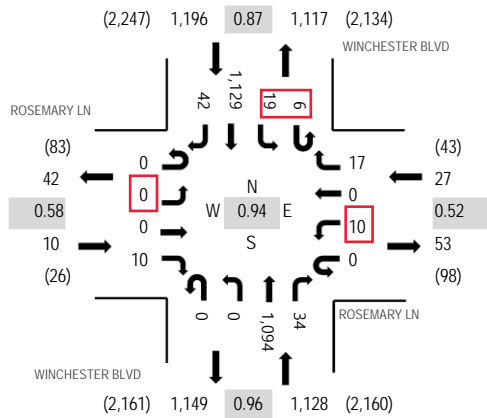 (2,247) 1,196 0.87 1,117 (2,134)
WINCHESTER BLVD
42 1,129 19 6
ROSEMARY LN
(83) 0 17 (43)
42 0 N 0 27
0.58 0 W 0.94 E 10 0.52
10 10 S 0 53
(26) (98)
0 0 1,094 34
ROSEMARY LN
WINCHESTER BLVD
(2,161) 1,149 0.96 1,128 (2,160)